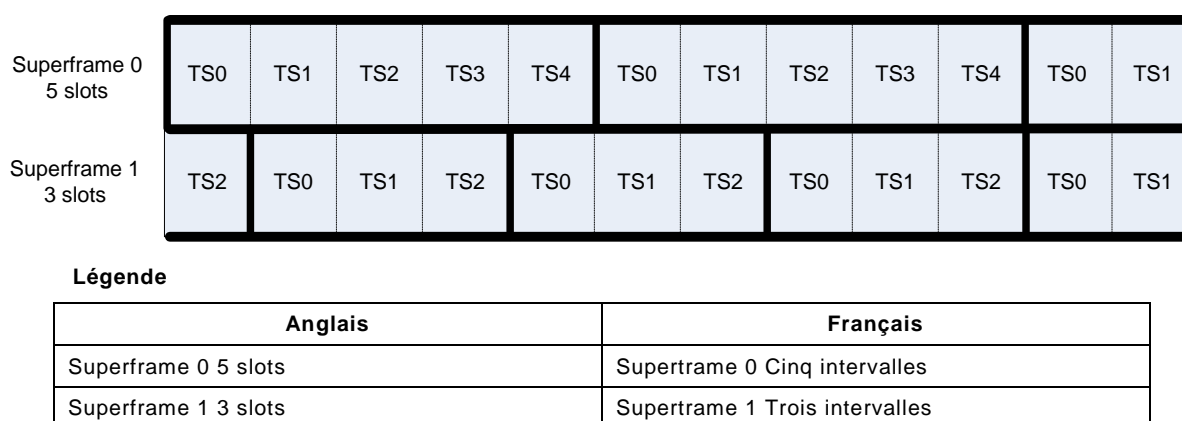 Superframe 0
5 slots
TS0 TS1 TS2 TS3 TS4 TS0 TS1 TS2 TS3 TS4 TS0 TS1
Superframe 1
3 slots
TS2 TS0 TS1 TS2 TS0 TS1 TS2 TS0 TS1 TS2 TS0 TS1
Légende
Anglais Français
Superframe 0 5 slots Supertrame 0 Cinq intervalles
Superframe 1 3 slots Supertrame 1 Trois intervalles